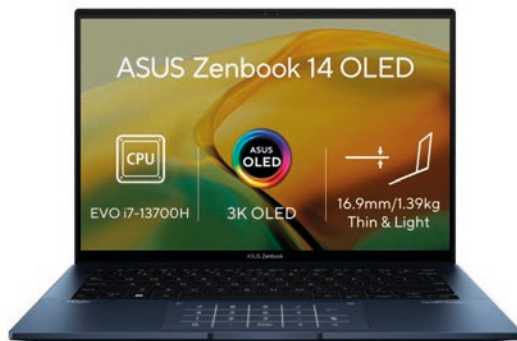 ASUS Zenbook 14 OLED
CPU
EVO i7-13700H
ASUS
OLED
3K OLED
16.9mm/1.39kg
Thin & Light
ASUS Zenbook